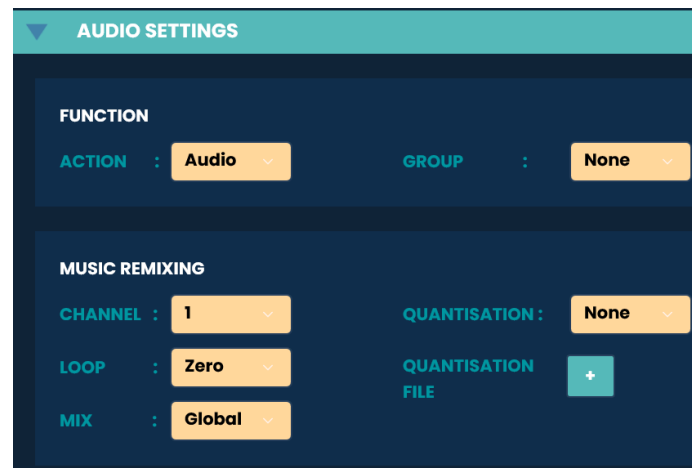 AUDIO SETTINGS
FUNCTION
ACTION : Audio GROUP : None
MUSIC REMIXING
CHANNEL : 1 QUANTISATION : None
LOOP : Zero QUANTISATION FILE +
MIX : Global